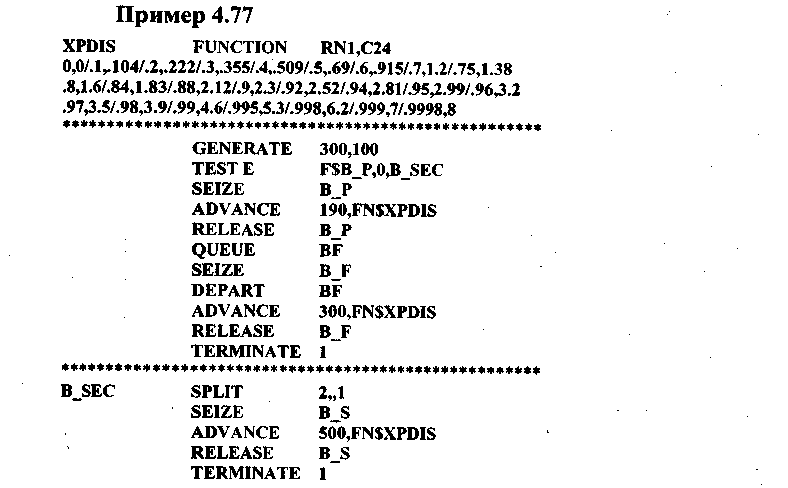 Пример 4.77
XPDIS FUNCTION RN1,C24
0,0/.1,.104/.2,.222/.3,.355/.4,.509/.5,.69/.6,.915/.7,1.2/.75,1.38
.8,1.6/.84,1.83/.88,2.12/.9,2.3/.92,2.52/.94,2.81/.95,2.99/.96,3.2
.97,3.5/.98,3.9/.99,4.6/.995,5.3/.998,6.2/.999,7/.9998,8
******************************************************
GENERATE 300,100
TEST E F$B_P,0,B_SEC
SEIZE B_P
ADVANCE 190,FN$XPDIS
RELEASE B_P
QUEUE BF
SEIZE B_F
DEPART BF
ADVANCE 300,FN$XPDIS
RELEASE B_F
TERMINATE 1
******************************************************
B_SEC SPLIT 2,,1
SEIZE B_S
ADVANCE 500,FN$XPDIS
RELEASE B_S
TERMINATE 1